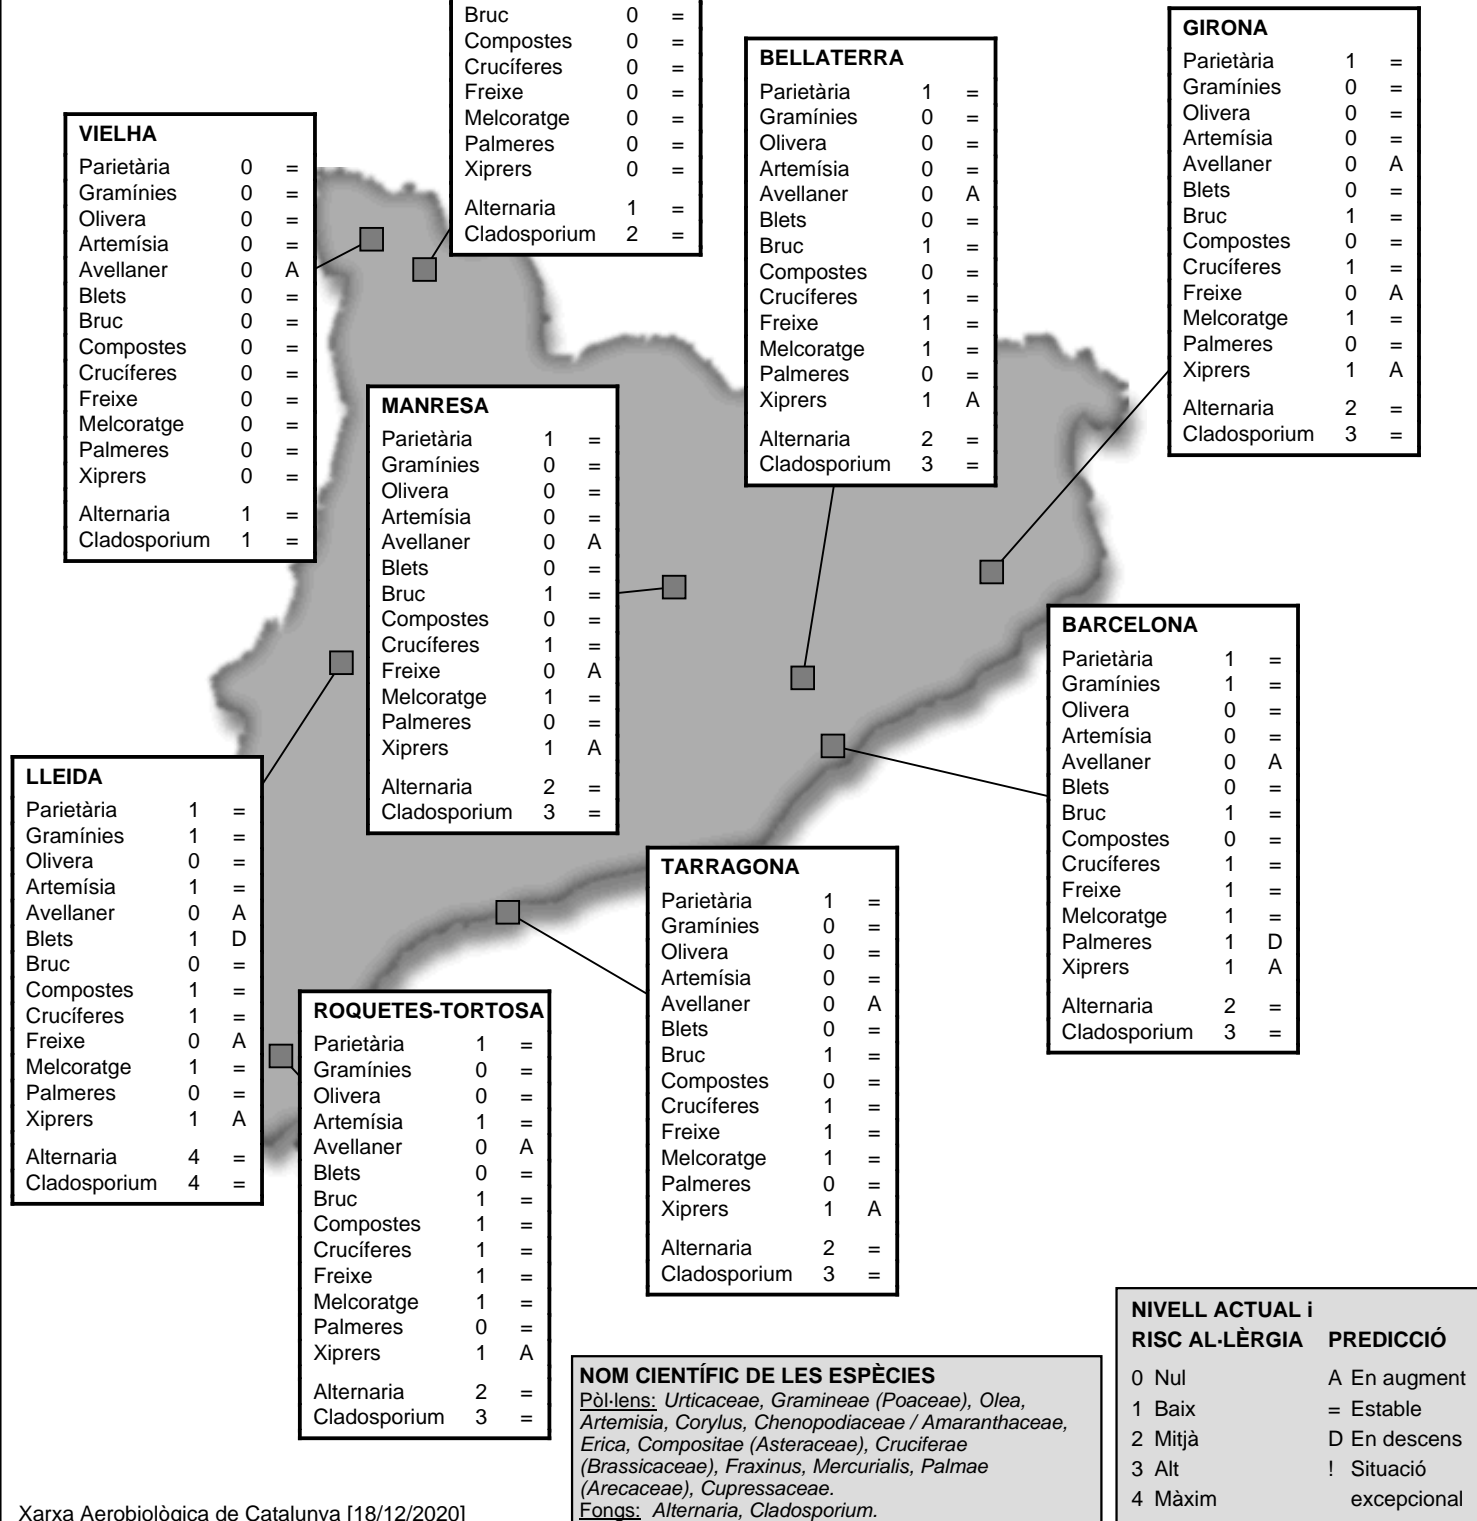 Bruc 0 =
Compostes 0 =
Crucíferes 0 =
Freixe 0 =
Melcoratge 0 =
Palmeres 0 =
Xiprers 0 =
Alternaria 1 =
Cladosporium 2 =
GIRONA
Parietària 1 =
Gramínies 0 =
Olivera 0 =
Artemísia 0 =
Avellaner 0 A
Blets 0 =
Bruc 1 =
Compostes 0 =
Crucíferes 1 =
Freixe 0 A
Melcoratge 1 =
Palmeres 0 =
Xiprers 1 A
Alternaria 2 =
Cladosporium 3 =
BELLATERRA
Parietària 1 =
Gramínies 0 =
Olivera 0 =
Artemísia 0 =
Avellaner 0 A
Blets 0 =
Bruc 1 =
Compostes 0 =
Crucíferes 1 =
Freixe 1 =
Melcoratge 1 =
Palmeres 0 =
Xiprers 1 A
Alternaria 2 =
Cladosporium 3 =
VIELHA
Parietària 0 =
Gramínies 0 =
Olivera 0 =
Artemísia 0 =
Avellaner 0 A
Blets 0 =
Bruc 0 =
Compostes 0 =
Crucíferes 0 =
Freixe 0 =
Melcoratge 0 =
Palmeres 0 =
Xiprers 0 =
Alternaria 1 =
Cladosporium 1 =
MANRESA
Parietària 1 =
Gramínies 0 =
Olivera 0 =
Artemísia 0 =
Avellaner 0 A
Blets 0 =
Bruc 1 =
Compostes 0 =
Crucíferes 1 =
Freixe 0 A
Melcoratge 1 =
Palmeres 0 =
Xiprers 1 A
Alternaria 2 =
Cladosporium 3 =
BARCELONA
Parietària 1 =
Gramínies 1 =
Olivera 0 =
Artemísia 0 =
Avellaner 0 A
Blets 0 =
Bruc 1 =
Compostes 0 =
Crucíferes 1 =
Freixe 1 =
Melcoratge 1 =
Palmeres 1 D
Xiprers 1 A
Alternaria 2 =
Cladosporium 3 =
LLEIDA
Parietària 1 =
Gramínies 1 =
Olivera 0 =
Artemísia 1 =
Avellaner 0 A
Blets 1 D
Bruc 0 =
Compostes 1 =
Crucíferes 1 =
Freixe 0 A
Melcoratge 1 =
Palmeres 0 =
Xiprers 1 A
Alternaria 4 =
Cladosporium 4 =
TARRAGONA
Parietària 1 =
Gramínies 0 =
Olivera 0 =
Artemísia 0 =
Avellaner 0 A
Blets 0 =
Bruc 1 =
Compostes 0 =
Crucíferes 1 =
Freixe 1 =
Melcoratge 1 =
Palmeres 0 =
Xiprers 1 A
Alternaria 2 =
Cladosporium 3 =
ROQUETES-TORTOSA
Parietària 1 =
Gramínies 0 =
Olivera 0 =
Artemísia 1 =
Avellaner 0 A
Blets 0 =
Bruc 1 =
Compostes 1 =
Crucíferes 1 =
Freixe 1 =
Melcoratge 1 =
Palmeres 0 =
Xiprers 1 A
Alternaria 2 =
Cladosporium 3 =
NIVELL ACTUAL i
RISC AL·LÈRGIA PREDICCIÓ
0 Nul A En augment
1 Baix = Estable
2 Mitjà D En descens
3 Alt ! Situació
4 Màxim excepcional
NOM CIENTÍFIC DE LES ESPÈCIES
Pòl·lens: Urticaceae, Gramineae (Poaceae), Olea,
Artemisia, Corylus, Chenopodiaceae / Amaranthaceae,
Erica, Compositae (Asteraceae), Cruciferae
(Brassicaceae), Fraxinus, Mercurialis, Palmae
(Arecaceae), Cupressaceae.
Fongs: Alternaria, Cladosporium.
Xarxa Aerobiològica de Catalunya [18/12/2020]